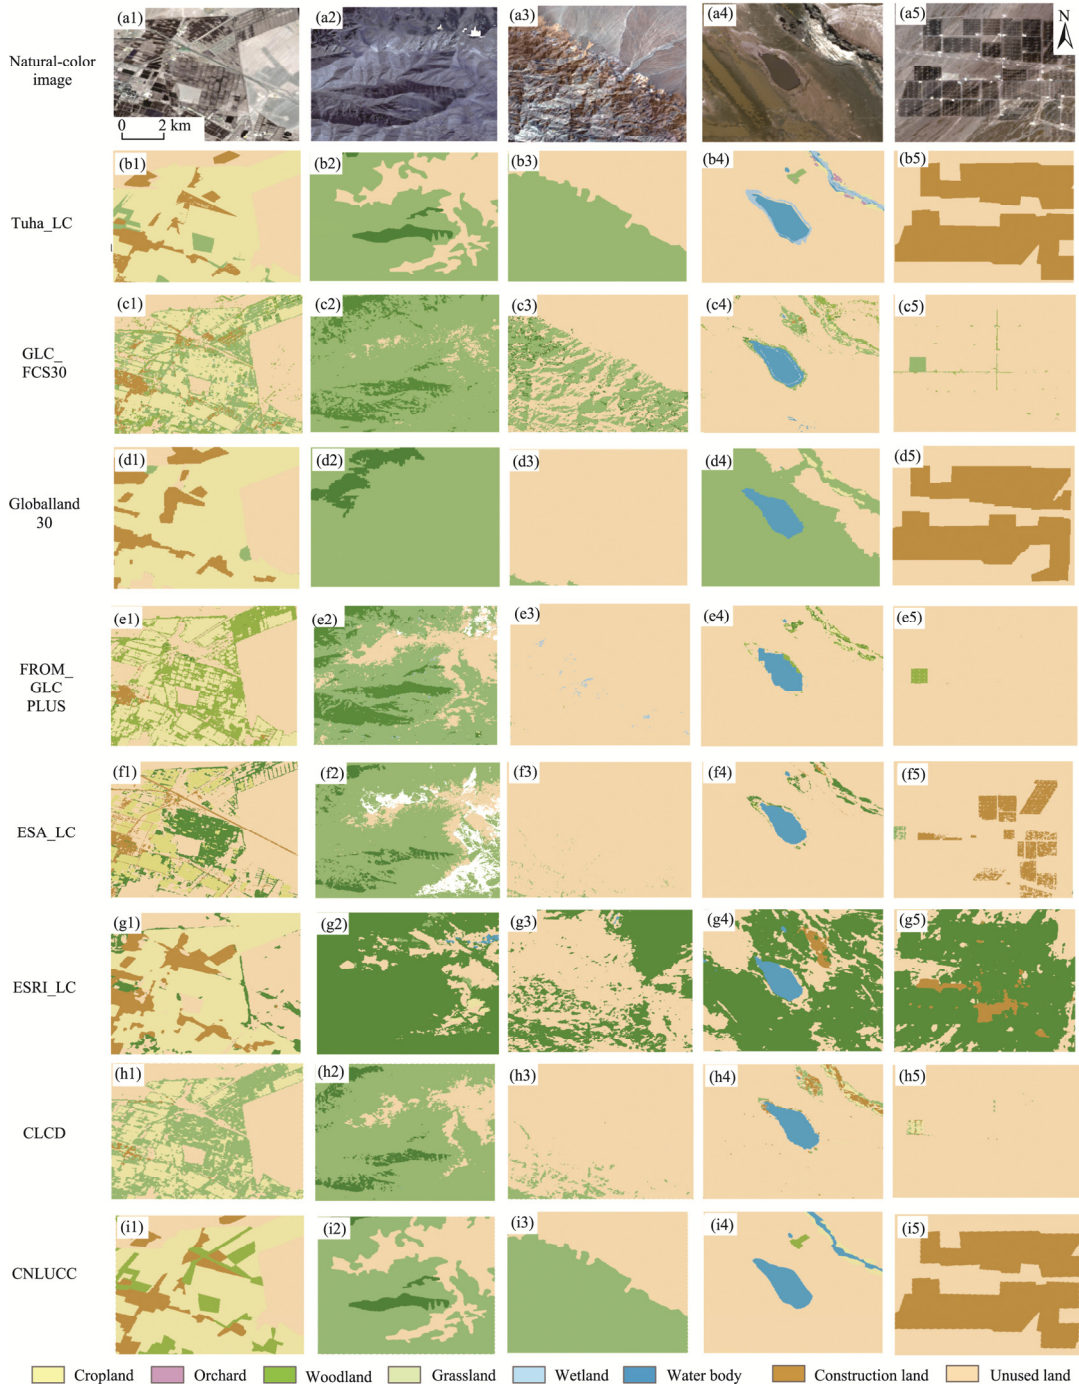 (a1) (a2) (a3) (a4) (a5) N
Natural-color
image
0 2 km
(b1) (b2) (b3) (b4) (b5)
Tuha_LC
(c1) (c2) (c3) (c4) (c5)
GLC_
FCS30
(d1) (d2) (d3) (d4) (d5)
Globalland
30
(e1) (e2) (e3) (e4) (e5)
FROM_
GLC
PLUS
(f1) (f2) (f3) (f4) (f5)
ESA_LC
(g1) (g2) (g3) (g4) (g5)
ESRI_LC
(h1) (h2) (h3) (h4) (h5)
CLCD
(i1) (i2) (i3) (i4) (i5)
CNLUCC
Cropland Orchard Woodland Grassland Wetland Water body Construction land Unused land